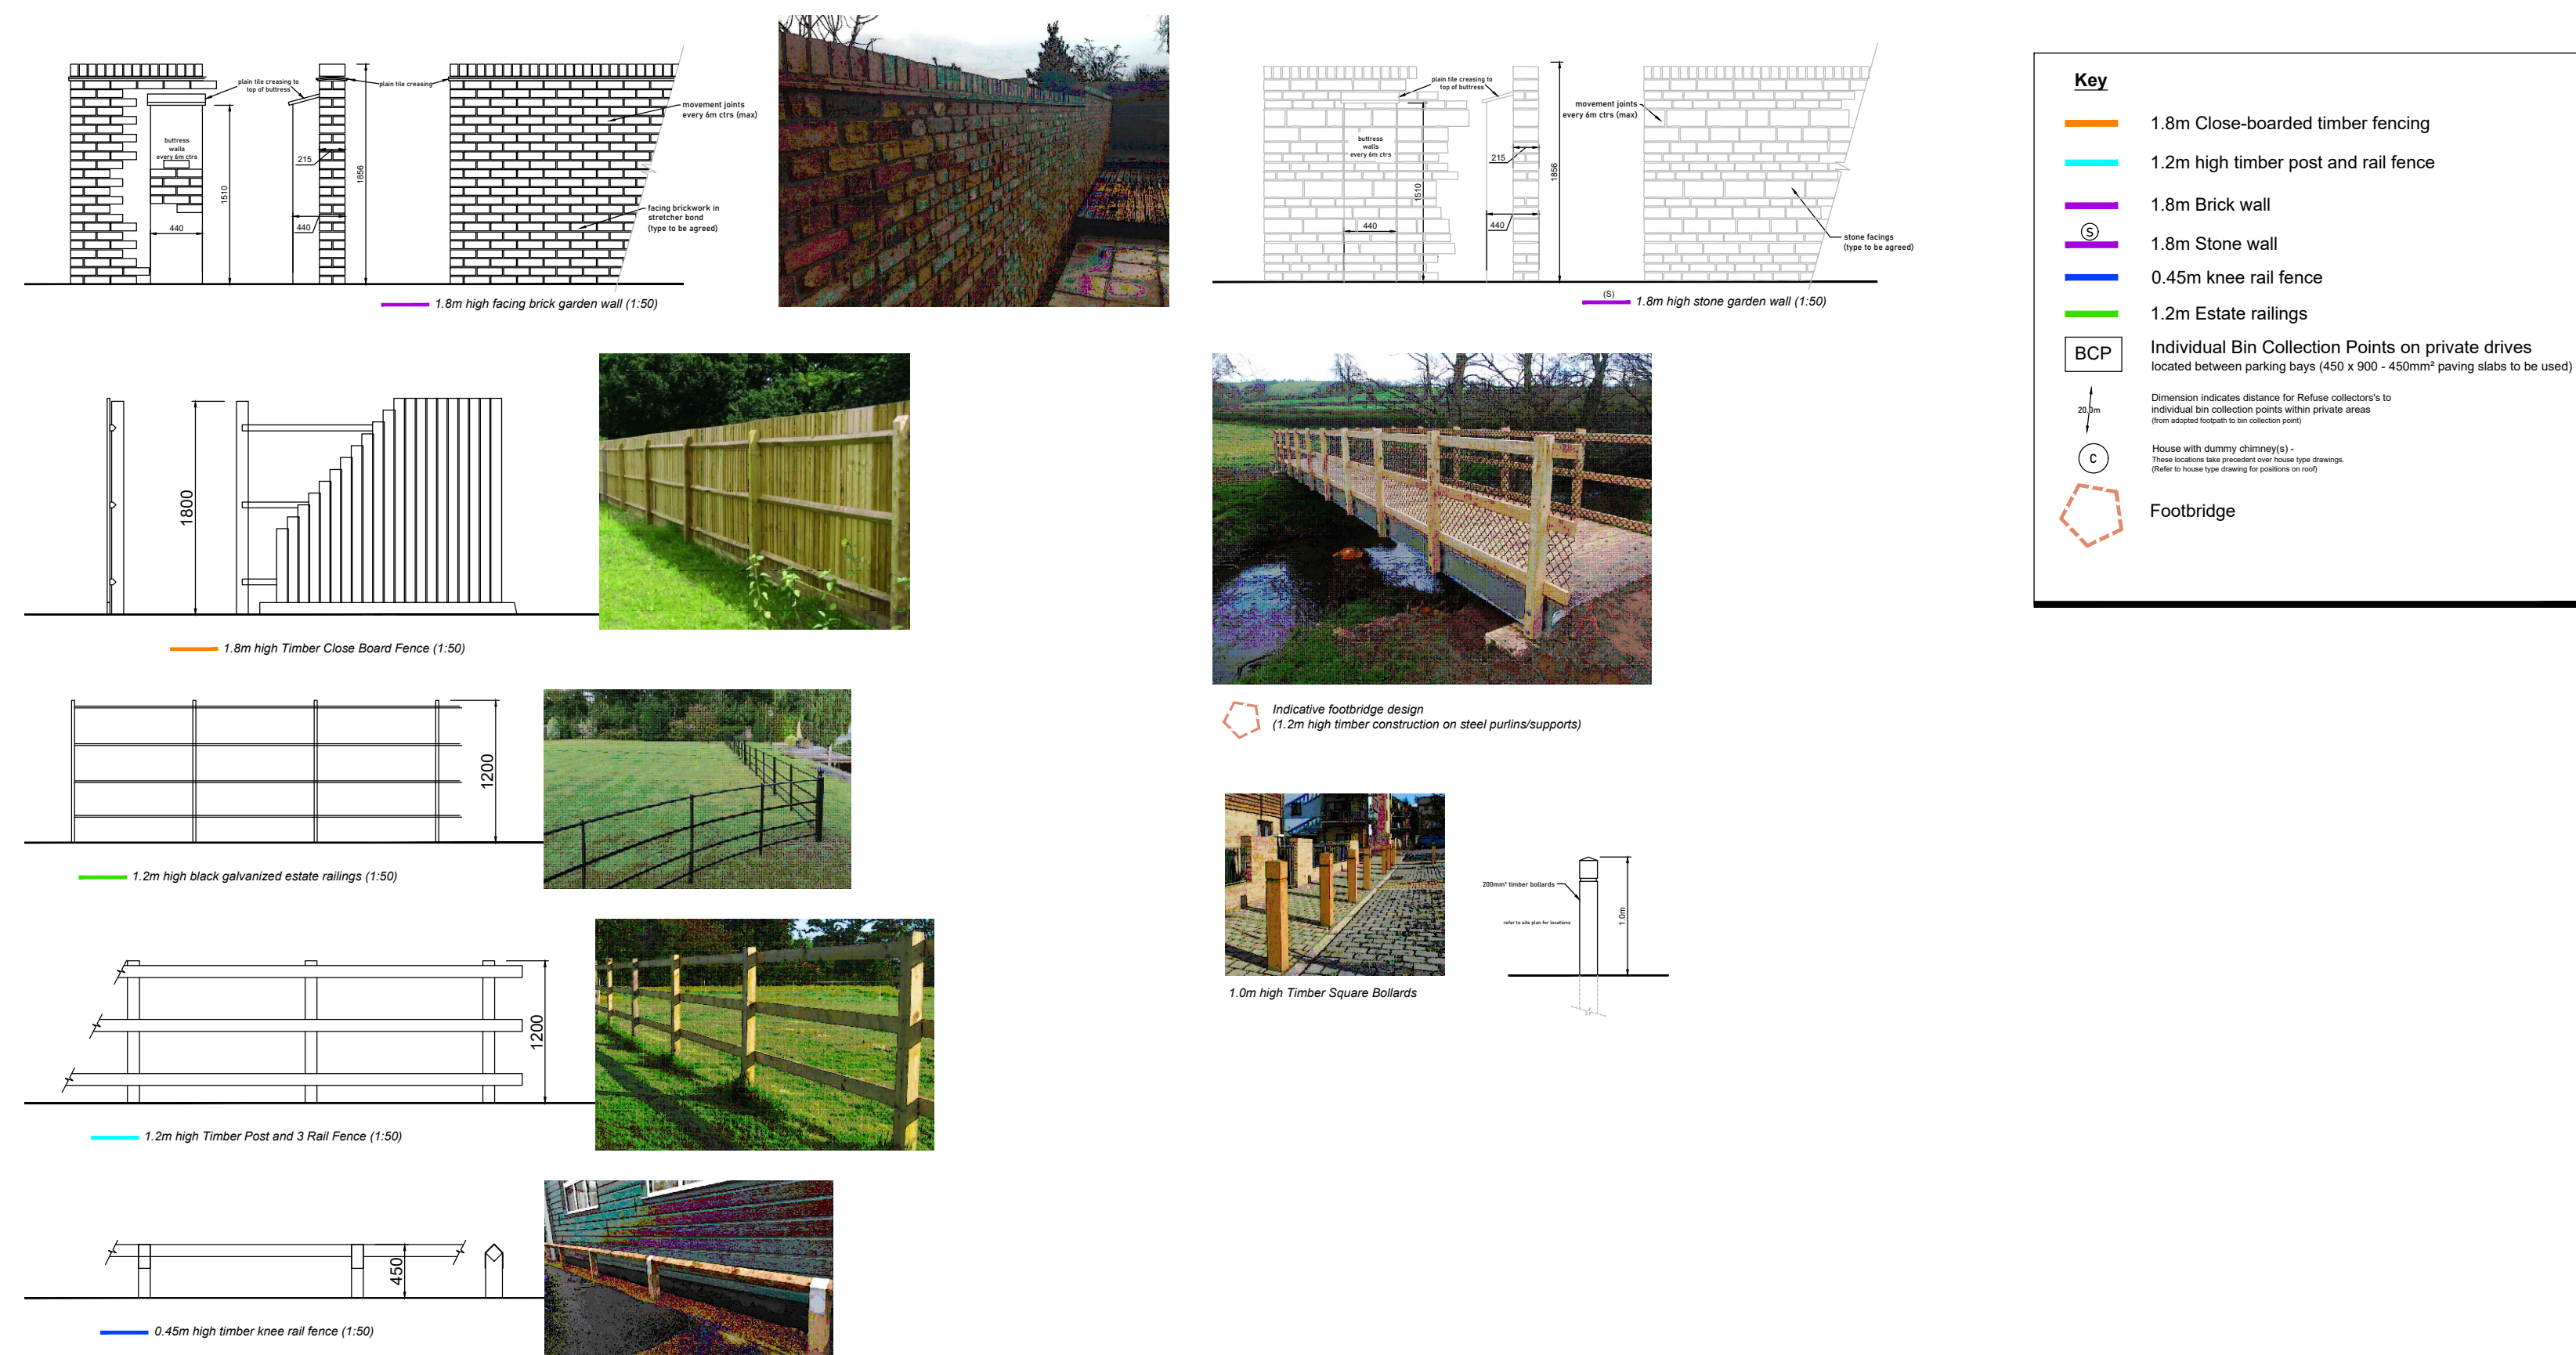 plain tile creasing to
top of buttress
plain tile creasing
buttress
walls
every 6m ctrs
movement joints
every 6m ctrs (max)
215
1510
1856
440
440
facing brickwork in
stretcher bond
(type to be agreed)
1.8m high facing brick garden wall (1:50)
plain tile creasing to
top of buttress
buttress
walls
every 6m ctrs
movement joints
every 6m ctrs (max)
215
1510
1856
440
440
stone facings
(type to be agreed)
(S)
1.8m high stone garden wall (1:50)
1800
1.8m high Timber Close Board Fence (1:50)
Indicative footbridge design
(1.2m high timber construction on steel purlins/supports)
1200
1.2m high black galvanized estate railings (1:50)
200mm² timber bollards
refer to site plan for locations
1.0m
1.0m high Timber Square Bollards
1200
1.2m high Timber Post and 3 Rail Fence (1:50)
450
0.45m high timber knee rail fence (1:50)
Key
1.8m Close-boarded timber fencing
1.2m high timber post and rail fence
1.8m Brick wall
S
1.8m Stone wall
0.45m knee rail fence
1.2m Estate railings
BCP
Individual Bin Collection Points on private drives
located between parking bays (450 x 900 - 450mm² paving slabs to be used)
20.0m
Dimension indicates distance for Refuse collectors's to
individual bin collection points within private areas
(from adopted footpath to bin collection point)
C
House with dummy chimney(s) -
These locations take precedent over house type drawings.
(Refer to house type drawing for positions on roof)
Footbridge